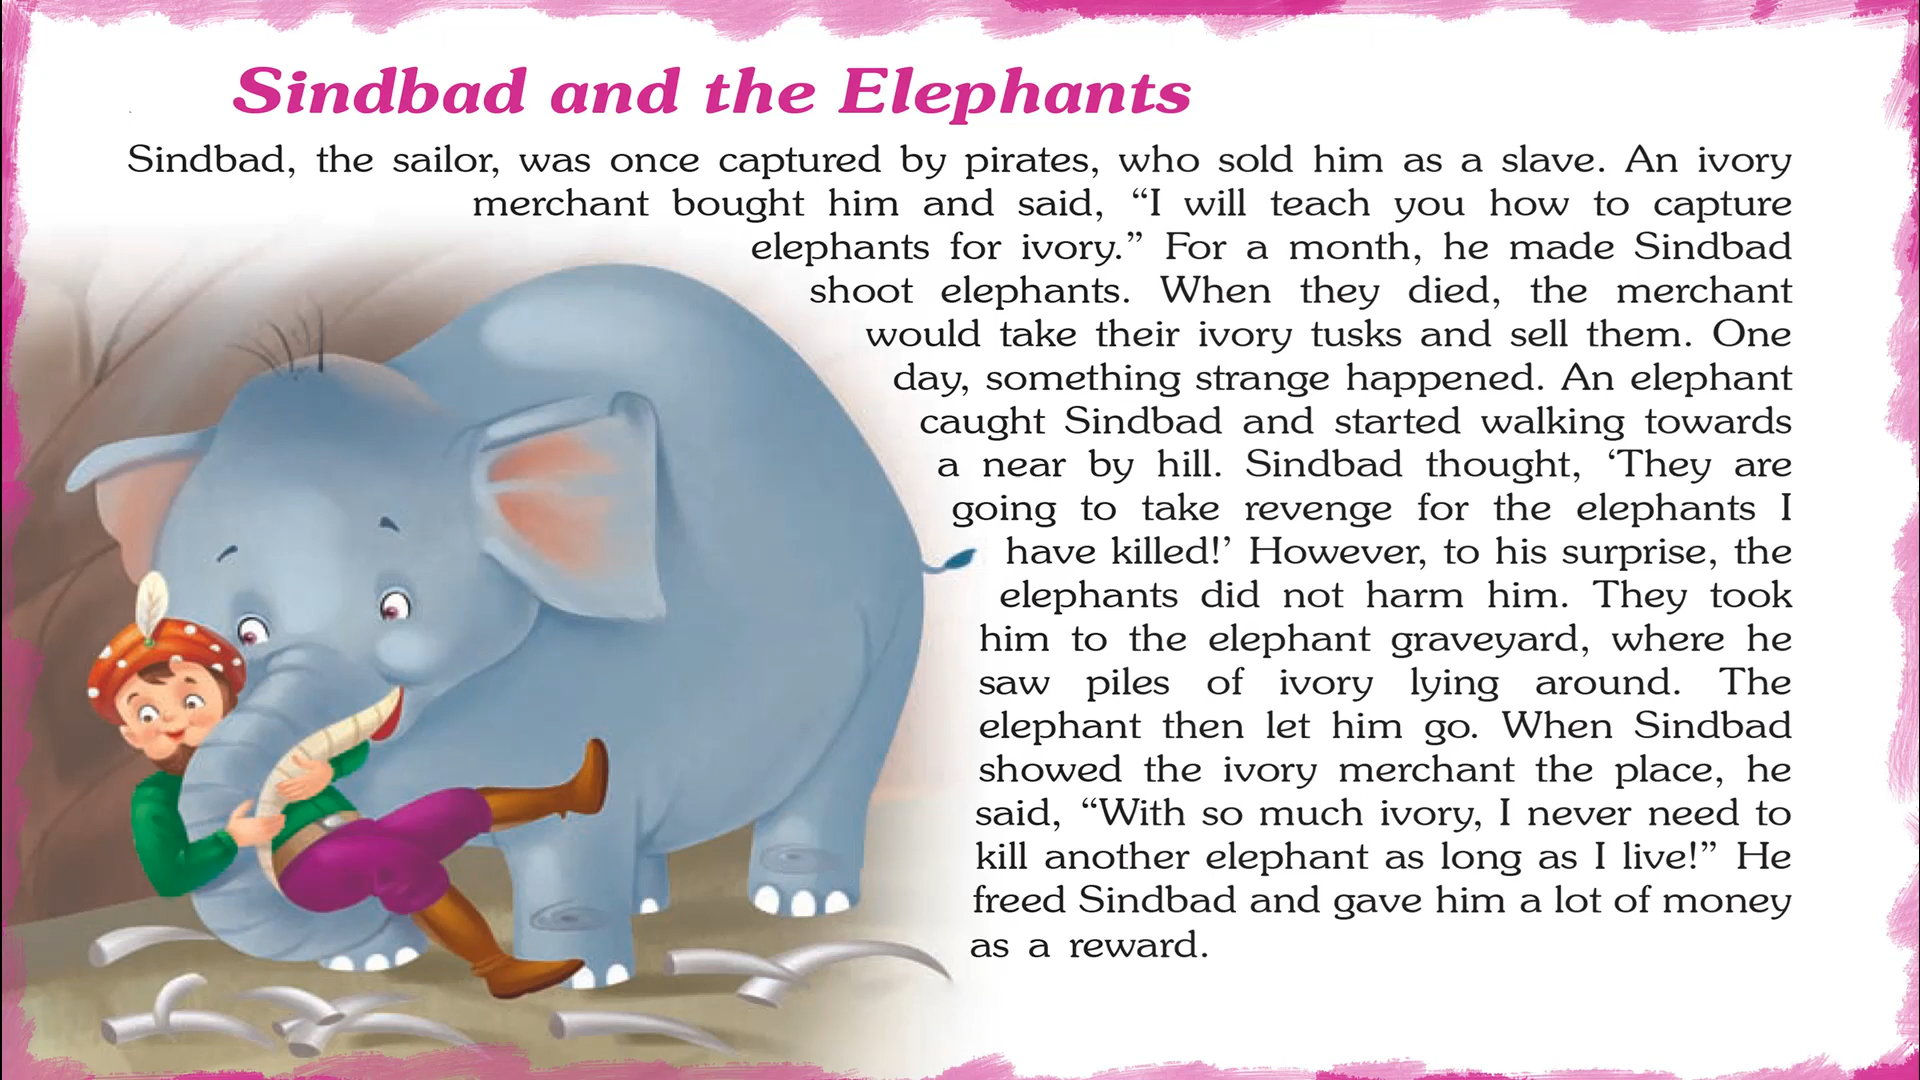 Sindbad and the Elephants
Sindbad, the sailor, was once captured by pirates, who sold him as a slave. An ivory
merchant bought him and said, “I will teach you how to capture
elephants for ivory.” For a month, he made Sindbad
shoot elephants. When they died, the merchant
would take their ivory tusks and sell them. One
day, something strange happened. An elephant
caught Sindbad and started walking towards
a near by hill. Sindbad thought, ‘They are
going to take revenge for the elephants I
have killed!’ However, to his surprise, the
elephants did not harm him. They took
him to the elephant graveyard, where he
saw piles of ivory lying around. The
elephant then let him go. When Sindbad
showed the ivory merchant the place, he
said, “With so much ivory, I never need to
kill another elephant as long as I live!” He
freed Sindbad and gave him a lot of money
as a reward.